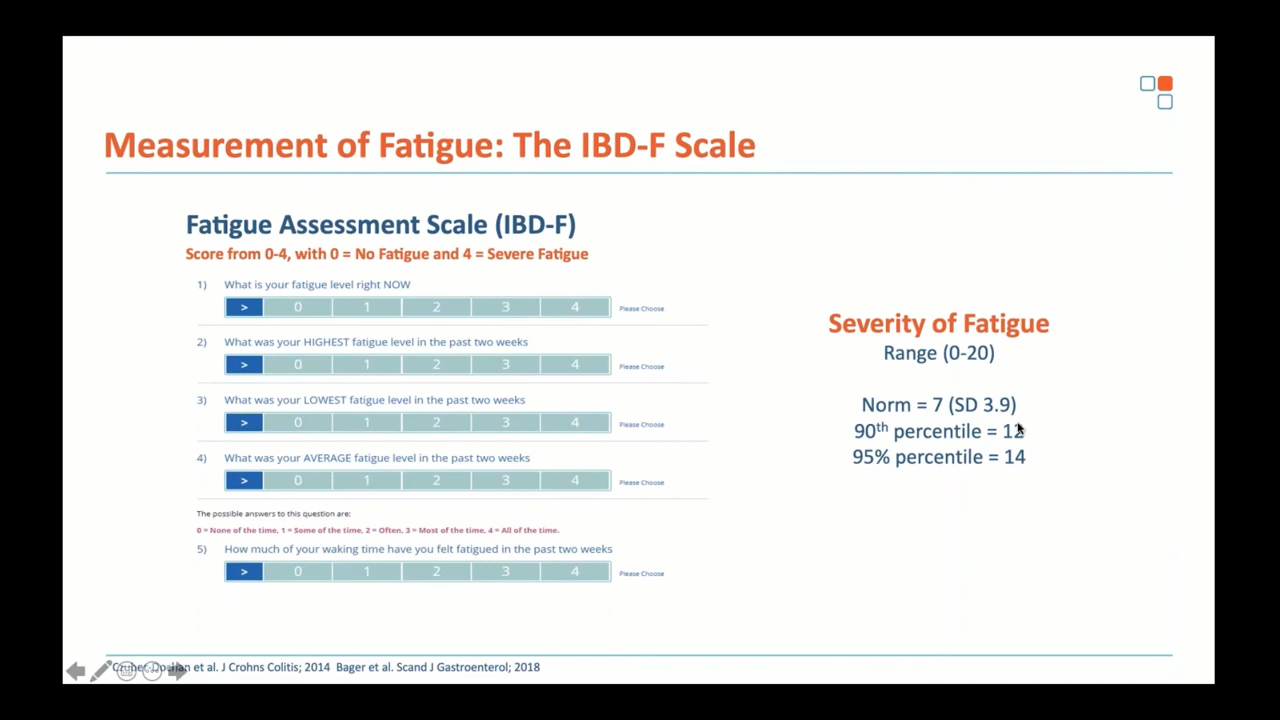 Measurement of Fatigue: The IBD-F Scale
Fatigue Assessment Scale (IBD-F)
Score from 0-4, with 0 = No Fatigue and 4 = Severe Fatigue
1) What is your fatigue level right NOW
> 0 1 2 3 4 Please Choose
2) What was your HIGHEST fatigue level in the past two weeks
> 0 1 2 3 4 Please Choose
3) What was your LOWEST fatigue level in the past two weeks
> 0 1 2 3 4 Please Choose
4) What was your AVERAGE fatigue level in the past two weeks
> 0 1 2 3 4 Please Choose
The possible answers to this question are:
0 = None of the time, 1 = Some of the time, 2 = Often, 3 = Most of the time, 4 = All of the time.
5) How much of your waking time have you felt fatigued in the past two weeks
> 0 1 2 3 4 Please Choose
Severity of Fatigue
Range (0-20)
Norm = 7 (SD 3.9)
90th percentile = 12
95% percentile = 14
et al. J Crohns Colitis; 2014 Bager et al. Scand J Gastroenterol; 2018